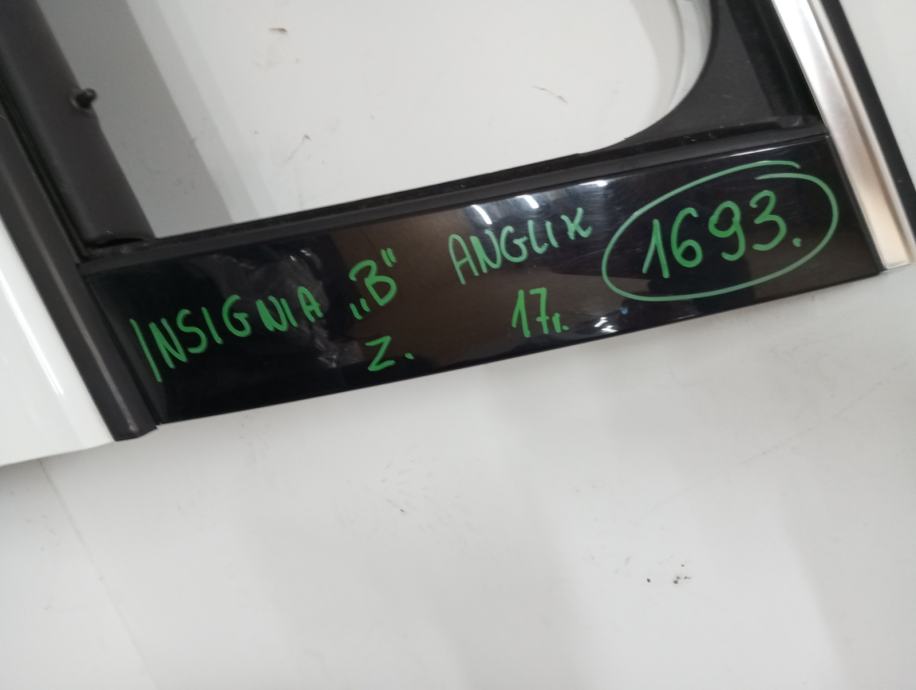 INSIGNIA „B" ANGLIK 1693.
Z. 17r.